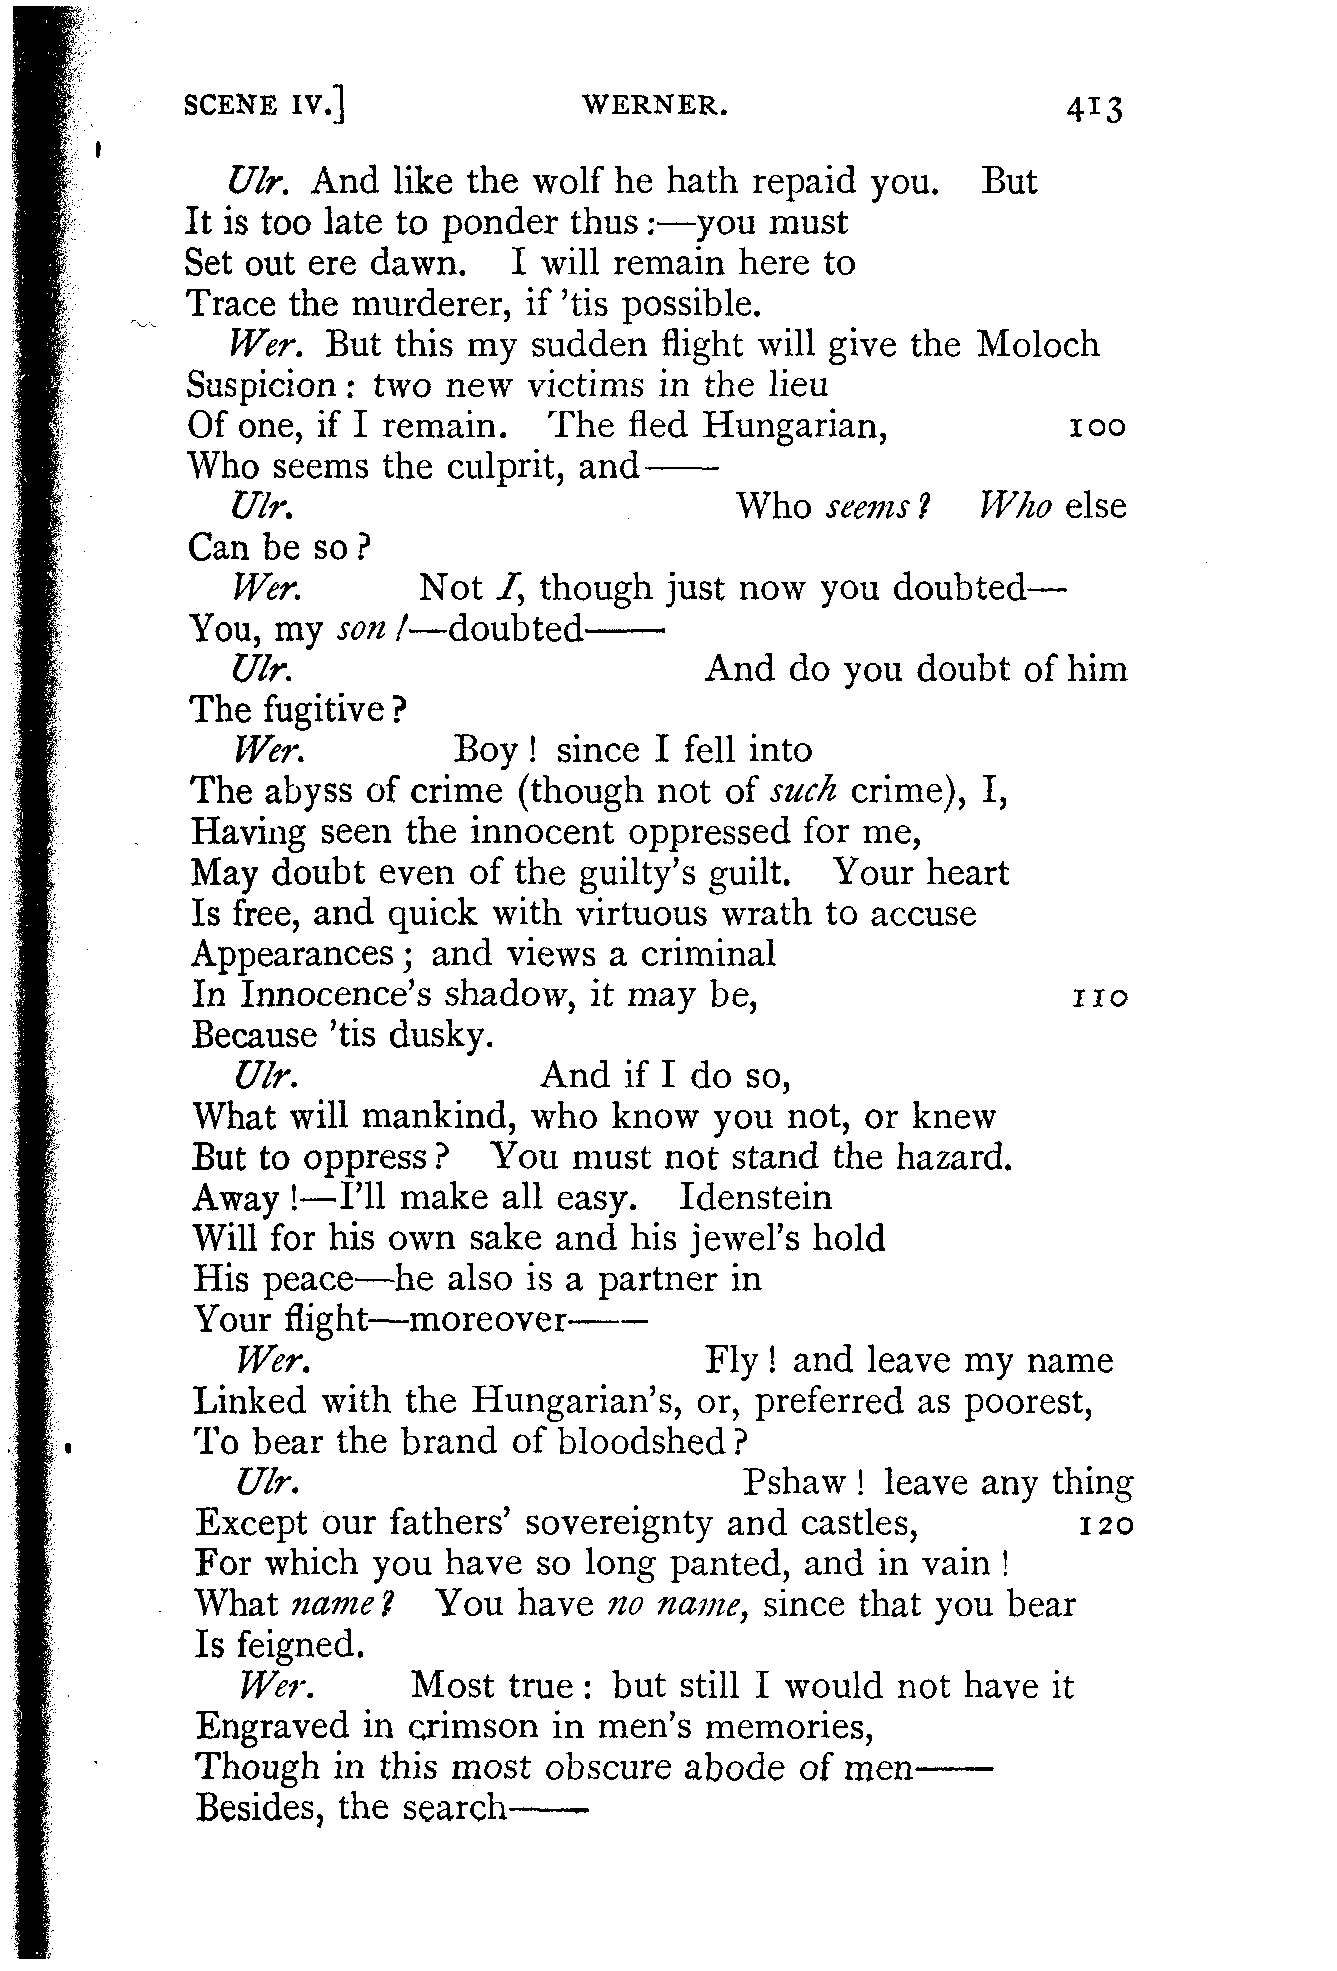 SCENE IV.] WERNER. 413
Ulr. And like the wolf he hath repaid you. But
It is too late to ponder thus :—you must
Set out ere dawn. I will remain here to
Trace the murderer, if 'tis possible.
Wer. But this my sudden flight will give the Moloch
Suspicion : two new victims in the lieu
Of one, if I remain. The fled Hungarian, 100
Who seems the culprit, and——
Ulr. Who seems? Who else
Can be so ?
Wer. Not I, though just now you doubted—
You, my son !—doubted——
Ulr. And do you doubt of him
The fugitive ?
Wer. Boy ! since I fell into
The abyss of crime (though not of such crime), I,
Having seen the innocent oppressed for me,
May doubt even of the guilty's guilt. Your heart
Is free, and quick with virtuous wrath to accuse
Appearances ; and views a criminal
In Innocence's shadow, it may be, 110
Because 'tis dusky.
Ulr. And if I do so,
What will mankind, who know you not, or knew
But to oppress ? You must not stand the hazard.
Away !—I'll make all easy. Idenstein
Will for his own sake and his jewel's hold
His peace—he also is a partner in
Your flight—moreover——
Wer. Fly ! and leave my name
Linked with the Hungarian's, or, preferred as poorest,
To bear the brand of bloodshed ?
Ulr. Pshaw ! leave any thing
Except our fathers' sovereignty and castles, 120
For which you have so long panted, and in vain !
What name? You have no name, since that you bear
Is feigned.
Wer. Most true : but still I would not have it
Engraved in crimson in men's memories,
Though in this most obscure abode of men——
Besides, the search——